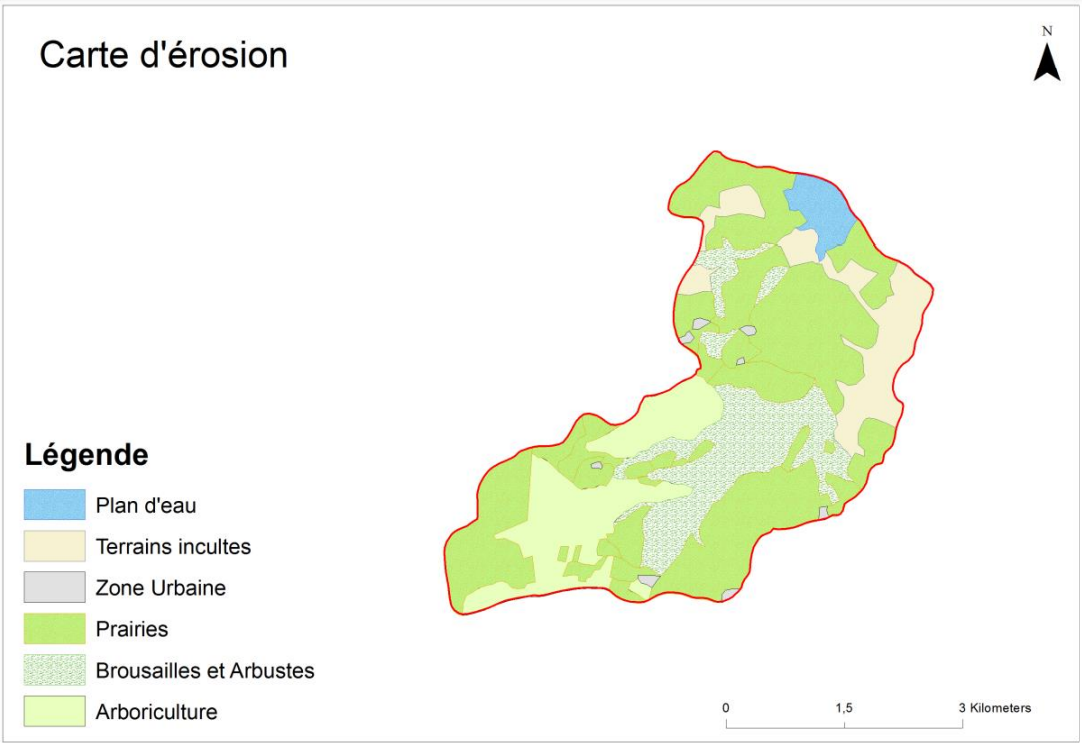 Carte d'érosion
N
Légende
Plan d'eau
Terrains incultes
Zone Urbaine
Prairies
Brousailles et Arbustes
Arboriculture
0 1,5 3 Kilometers